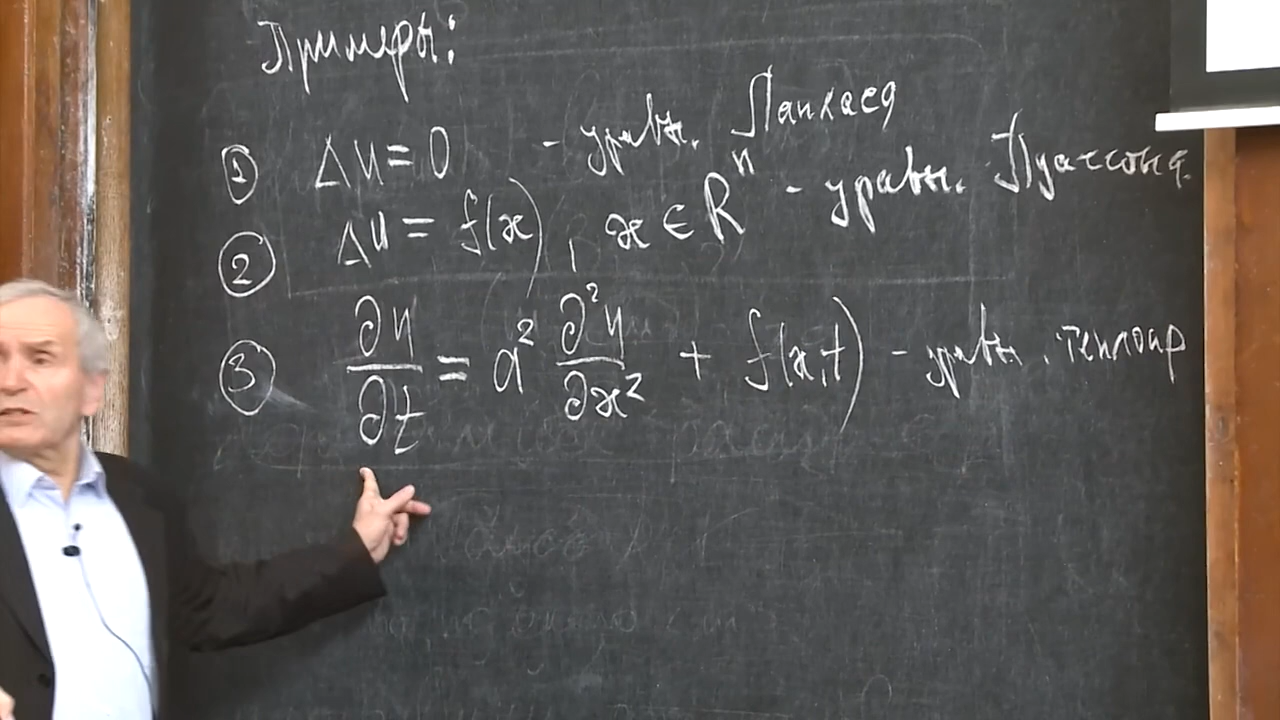 Примеры:
① Δu = 0 - уравн. Лапласа
② Δu = f(x), x ∈ Rⁿ - уравн. Пуассона.
③ ∂u/∂t = a² ∂²u/∂x² + f(x,t) - уравн. теплопр